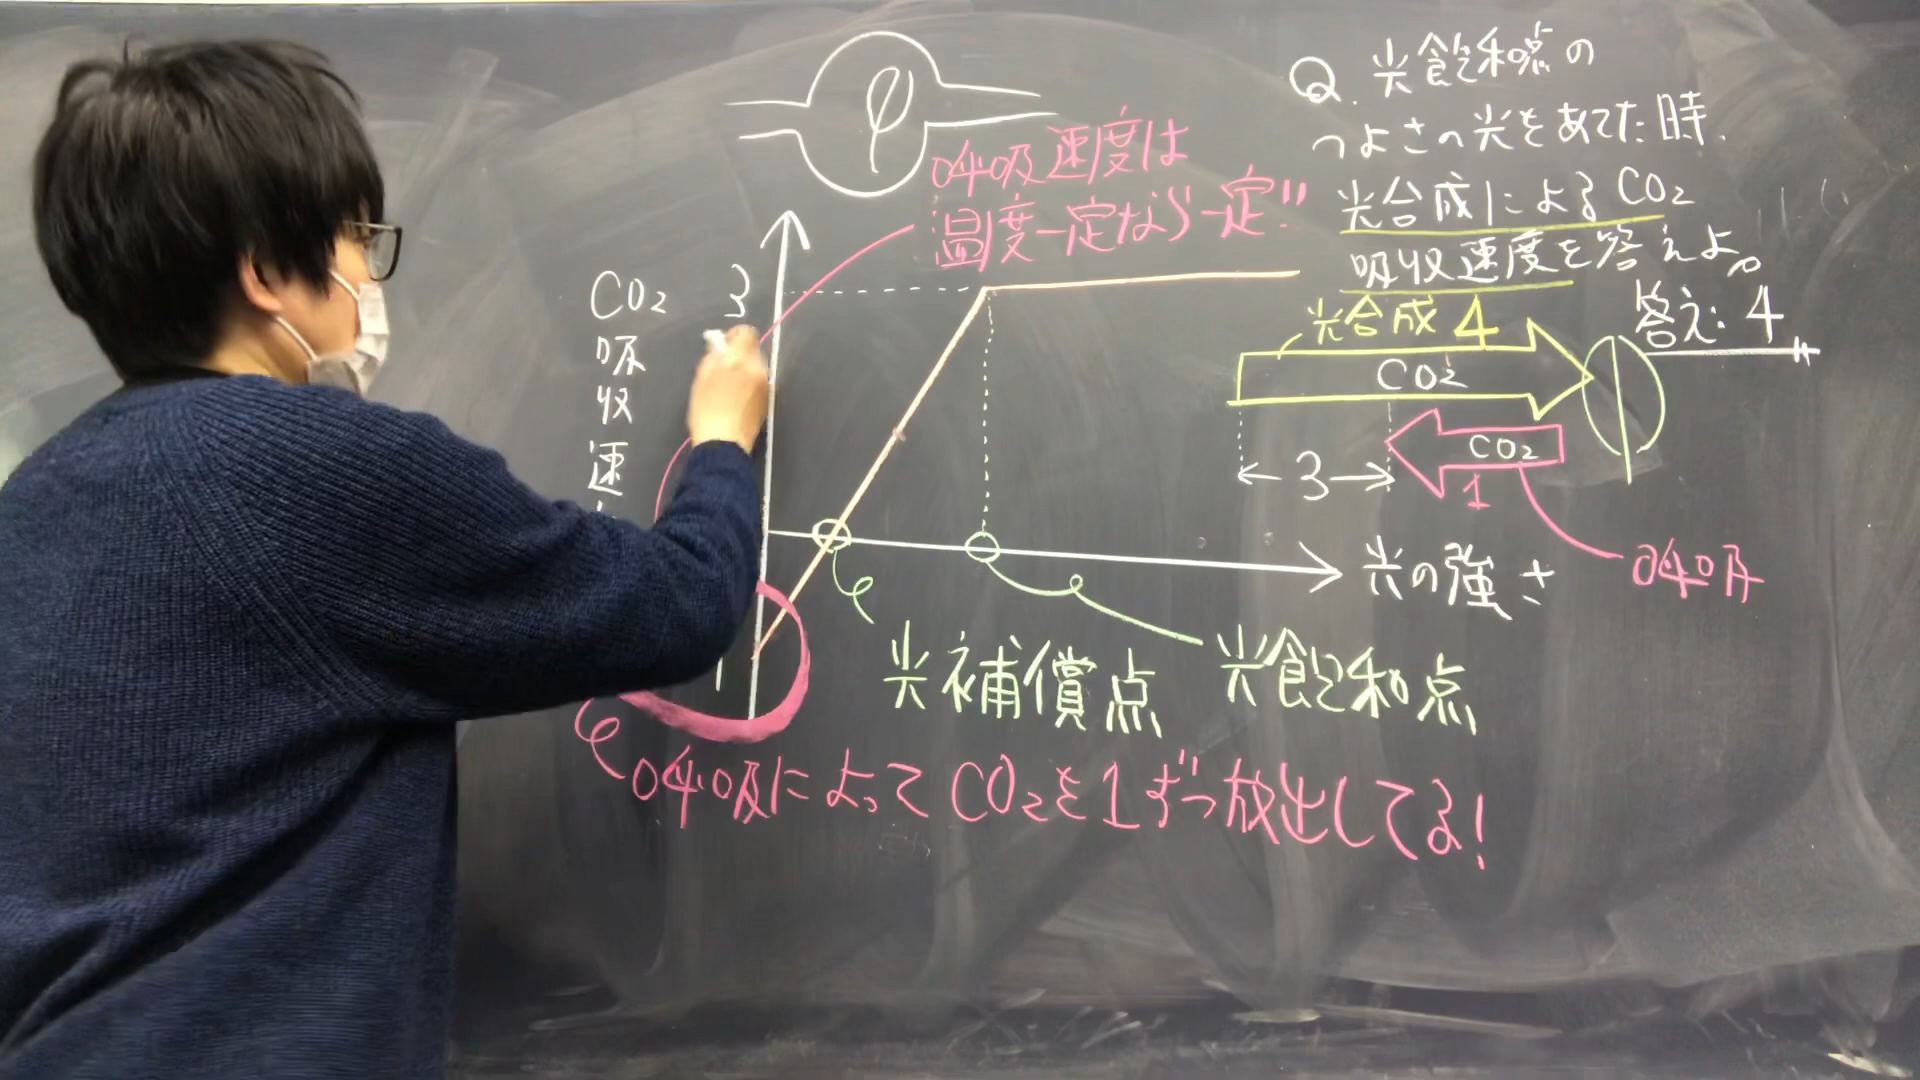 Q. 光飽和点の
つよさの光をあてた時、
光合成によるCO2
吸収速度を答えよ。
答え: 4
呼吸速度は
温度一定なら一定!!
CO2
吸
収
速
3
光合成 4
CO2
CO2
3
1
呼吸
光の強さ
光補償点
光飽和点
呼吸によってCO2を1ずつ放出してる!